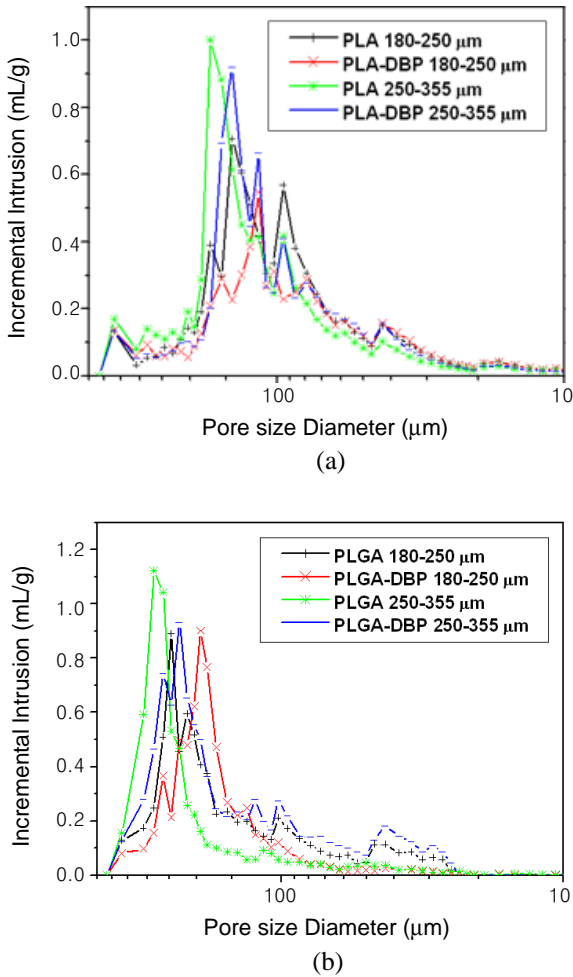 1.0
0.8
0.6
0.4
0.2
0.0
Incremental Intrusion (mL/g)
PLA 180-250 μm
PLA-DBP 180-250 μm
PLA 250-355 μm
PLA-DBP 250-355 μm
100
10
Pore size Diameter (μm)
(a)
1.2
1.0
0.8
0.6
0.4
0.2
0.0
Incremental Intrusion (mL/g)
PLGA 180-250 μm
PLGA-DBP 180-250 μm
PLGA 250-355 μm
PLGA-DBP 250-355 μm
100
10
Pore size Diameter (μm)
(b)